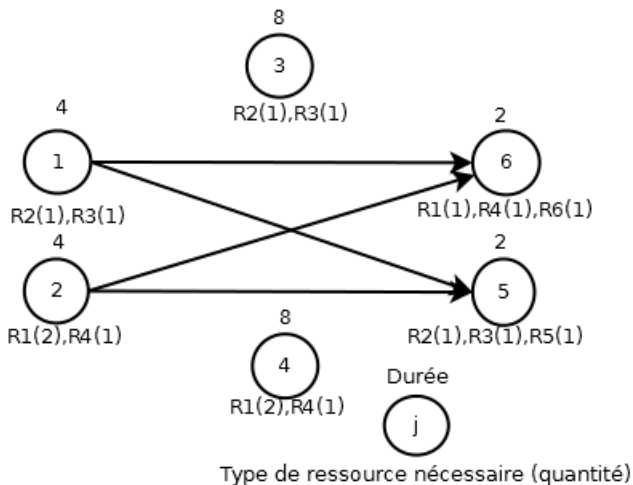 8
3
R2(1),R3(1)
4
1
R2(1),R3(1)
2
6
R1(1),R4(1),R6(1)
4
2
R1(2),R4(1)
2
5
R2(1),R3(1),R5(1)
8
4
R1(2),R4(1)
Durée
j
Type de ressource nécessaire (quantité)